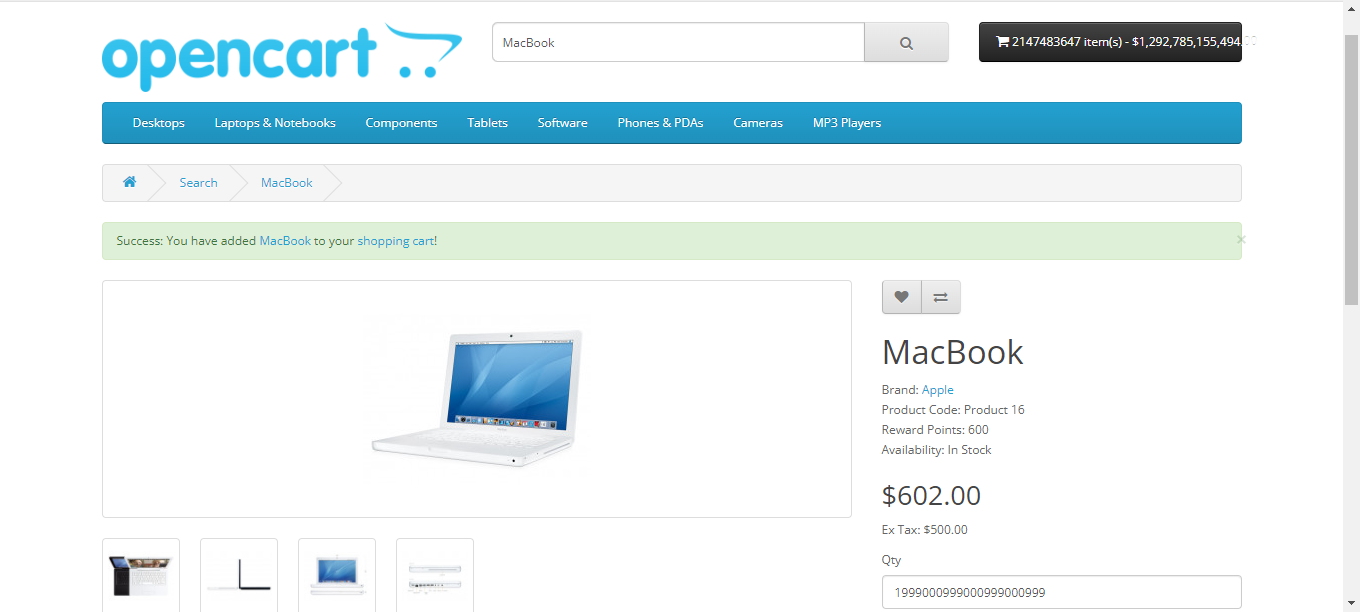 opencart
MacBook
2147483647 item(s) - $1,292,785,155,494.
Desktops Laptops & Notebooks Components Tablets Software Phones & PDAs Cameras MP3 Players
Search MacBook
Success: You have added MacBook to your shopping cart! ×
MacBook
Brand: Apple
Product Code: Product 16
Reward Points: 600
Availability: In Stock
$602.00
Ex Tax: $500.00
Qty
1999000999000999000999